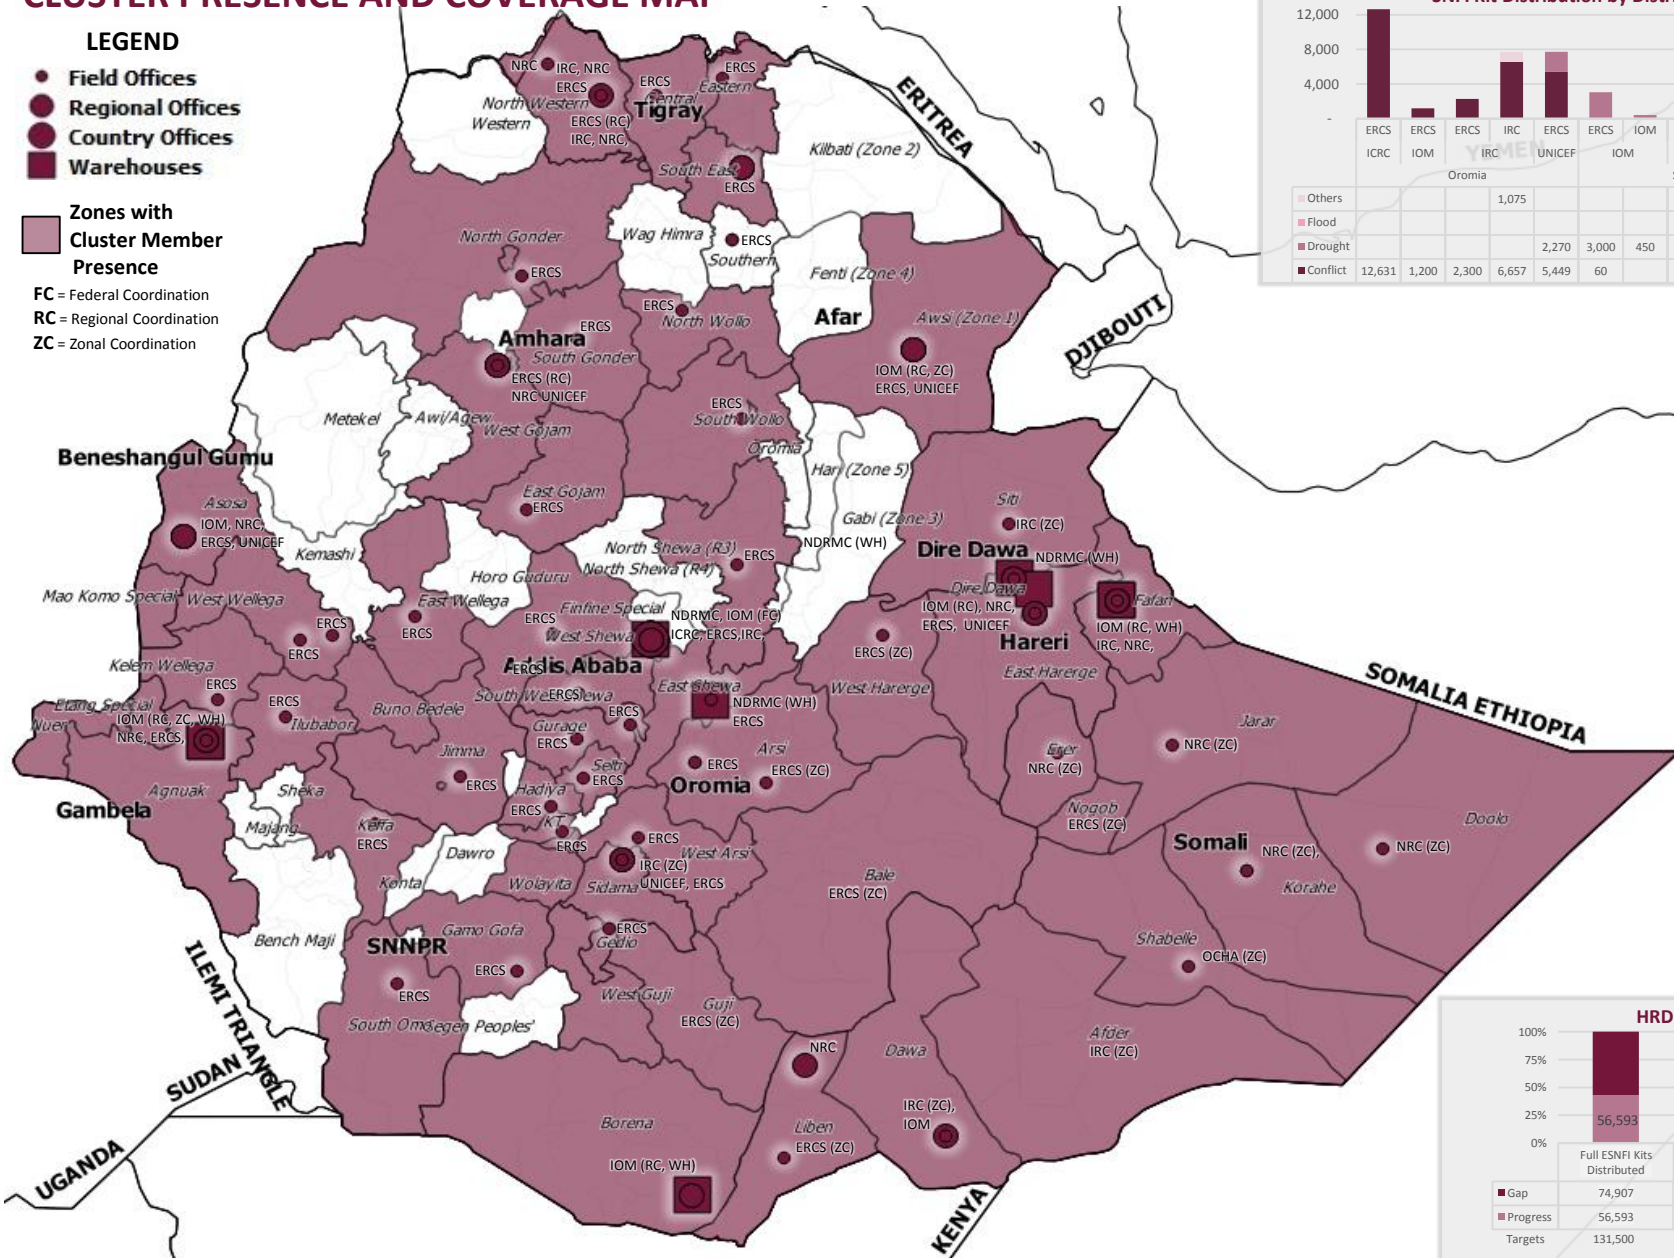 CLUSTER PRESENCE AND COVERAGE MAP
LEGEND
Field Offices
Regional Offices
Country Offices
Warehouses
Zones with
Cluster Member
Presence
FC = Federal Coordination
RC = Regional Coordination
ZC = Zonal Coordination
12,000
8,000
4,000
-
ERCS ERCS ERCS IRC ERCS ERCS IOM
ICRC IOM IRC UNICEF IOM
YEMEN
Oromia
Others 1,075
Flood
Drought 2,270 3,000 450
Conflict 12,631 1,200 2,300 6,657 5,449 60
NRC
IRC, NRC
ERCS
North Western
ERCS (RC)
IRC, NRC,
Western
ERCS
Central
Tigray
ERCS
Eastern
South East
ERCS
ERITREA
Kilbati (Zone 2)
North Gonder
ERCS
Wag Himra
ERCS
Southern
Fenti (Zone 4)
Afar
Awsi (Zone 1)
IOM (RC, ZC)
ERCS, UNICEF
DJIBOUTI
ERCS
North Wollo
ERCS
Amhara
South Gonder
ERCS (RC)
NRC UNICEF
Metekel
Awi/Agew
West Gojam
ERCS
South Wollo
Oromia
Beneshangul Gumu
Hari (Zone 5)
East Gojam
ERCS
Asosa
IOM, NRC,
ERCS, UNICEF
Kemashi
Gabi (Zone 3)
NDRMC (WH)
Siti
IRC (ZC)
Dire Dawa
NDRMC (WH)
North Shewa (R3)
ERCS
North Shewa (R4)
Horo Guduru
Dire Dawa
IOM (RC), NRC,
ERCS, UNICEF
Hareri
Fafan
IOM (RC, WH)
IRC, NRC,
Mao Komo Special
West Wellega
East Wellega
ERCS
ERCS
ERCS
ERCS
Finfine Special
West Shewa
NDRMC, IOM (FC)
ICRC, ERCS,IRC,
Addis Ababa
ERCS
ERCS (ZC)
East Harerge
West Harerge
SOMALIA ETHIOPIA
Kelem Wellega
ERCS
ERCS
Etang Special
Nuer
IOM (RC, ZC, WH)
NRC, ERCS,
Ilubabor
Buno Bedele
South West Shewa
ERCS
East Shewa
NDRMC (WH)
ERCS
ERCS
Gurage
ERCS
Jarar
NRC (ZC)
Erer
NRC (ZC)
Jimma
ERCS
Arsi
ERCS
ERCS (ZC)
Oromia
Selti
ERCS
Hadiya
ERCS
KT
ERCS
Agnuak
Gambela
Sheka
Majang
Keffa
ERCS
Nogob
ERCS (ZC)
Doolo
NRC (ZC)
Somali
NRC (ZC),
Korahe
Dawro
Konta
Wolayita
ERCS
West Arsi
IRC (ZC)
Sidama
UNICEF, ERCS
Bale
ERCS (ZC)
Bench Maji
SNNPR
Gamo Gofa
ERCS
Gedio
ERCS
ERCS
Shabelle
OCHA (ZC)
ILEMI TRIANGLE
South Omo
Segen Peoples'
West Guji
Guji
ERCS (ZC)
Afder
IRC (ZC)
NRC
Dawa
IRC (ZC),
IOM
SUDAN
UGANDA
Borena
IOM (RC, WH)
Liben
ERCS (ZC)
KENYA
HRD
100%
75%
50%
25%
0%
56,593
Full ESNFI Kits
Distributed
Gap 74,907
Progress 56,593
Targets 131,500